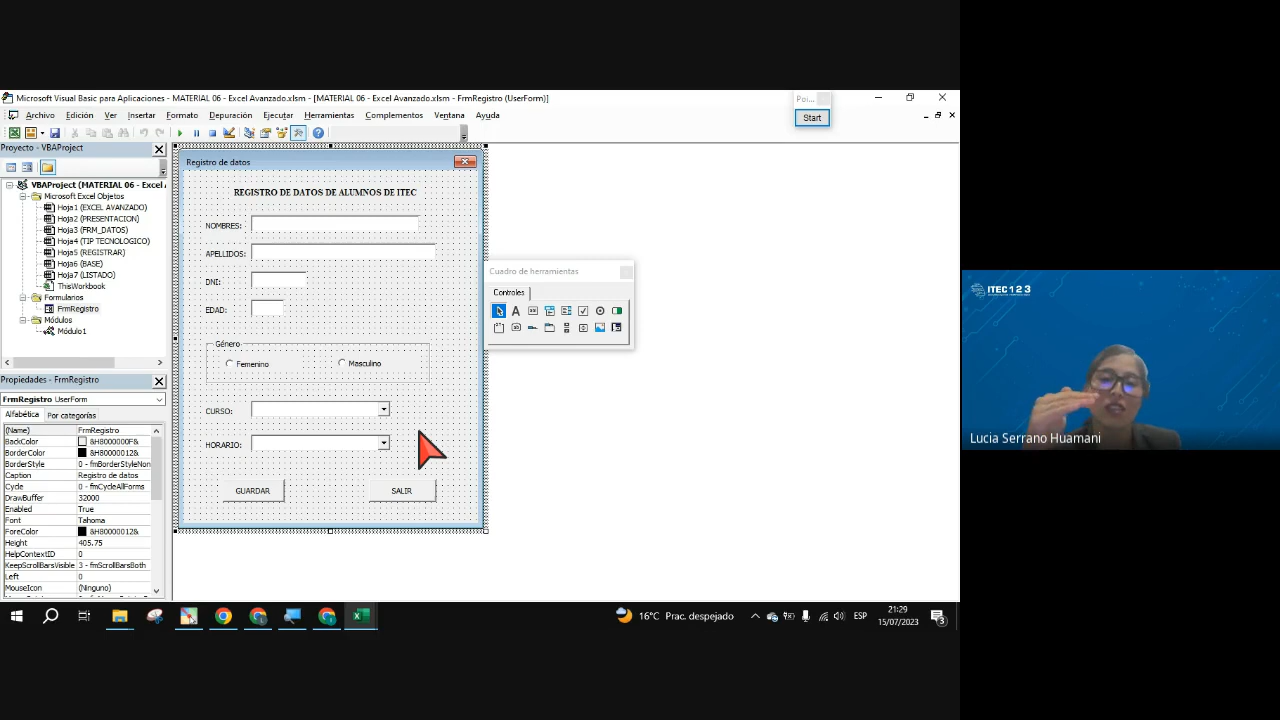 Microsoft Visual Basic para Aplicaciones - MATERIAL 06 - Excel Avanzado.xlsm - [MATERIAL 06 - Excel Avanzado.xlsm - FrmRegistro (UserForm)]
Archivo Edición Ver Insertar Formato Depuración Ejecutar Herramientas Complementos Ventana Ayuda
Start
Proyecto - VBAProject
VBAProject (MATERIAL 06 - Excel
Microsoft Excel Objetos
Hoja1 (EXCEL AVANZADO)
Hoja2 (PRESENTACION)
Hoja3 (FRM_DATOS)
Hoja4 (TIP TECNOLOGICO)
Hoja5 (REGISTRAR)
Hoja6 (BASE)
Hoja7 (LISTADO)
ThisWorkbook
Formularios
FrmRegistro
Módulos
Módulo1
Propiedades - FrmRegistro
FrmRegistro UserForm
Alfabética Por categorías
(Name) FrmRegistro
BackColor &H8000000F&
BorderColor &H80000012&
BorderStyle 0 - fmBorderStyleNon
Caption Registro de datos
Cycle 0 - fmCycleAllForms
DrawBuffer 32000
Enabled True
Font Tahoma
ForeColor &H80000012&
Height 405.75
HelpContextID 0
KeepScrollBarsVisible 3 - fmScrollBarsBoth
Left 0
MouseIcon (Ninguno)
Registro de datos
REGISTRO DE DATOS DE ALUMNOS DE ITEC
NOMBRES:
APELLIDOS:
DNI:
EDAD:
Género
Femenino Masculino
CURSO:
HORARIO:
GUARDAR SALIR
Cuadro de herramientas
Controles
ITEC 123
Lucia Serrano Huamani
16°C Prac. despejado
ESP
21:29
15/07/2023
3